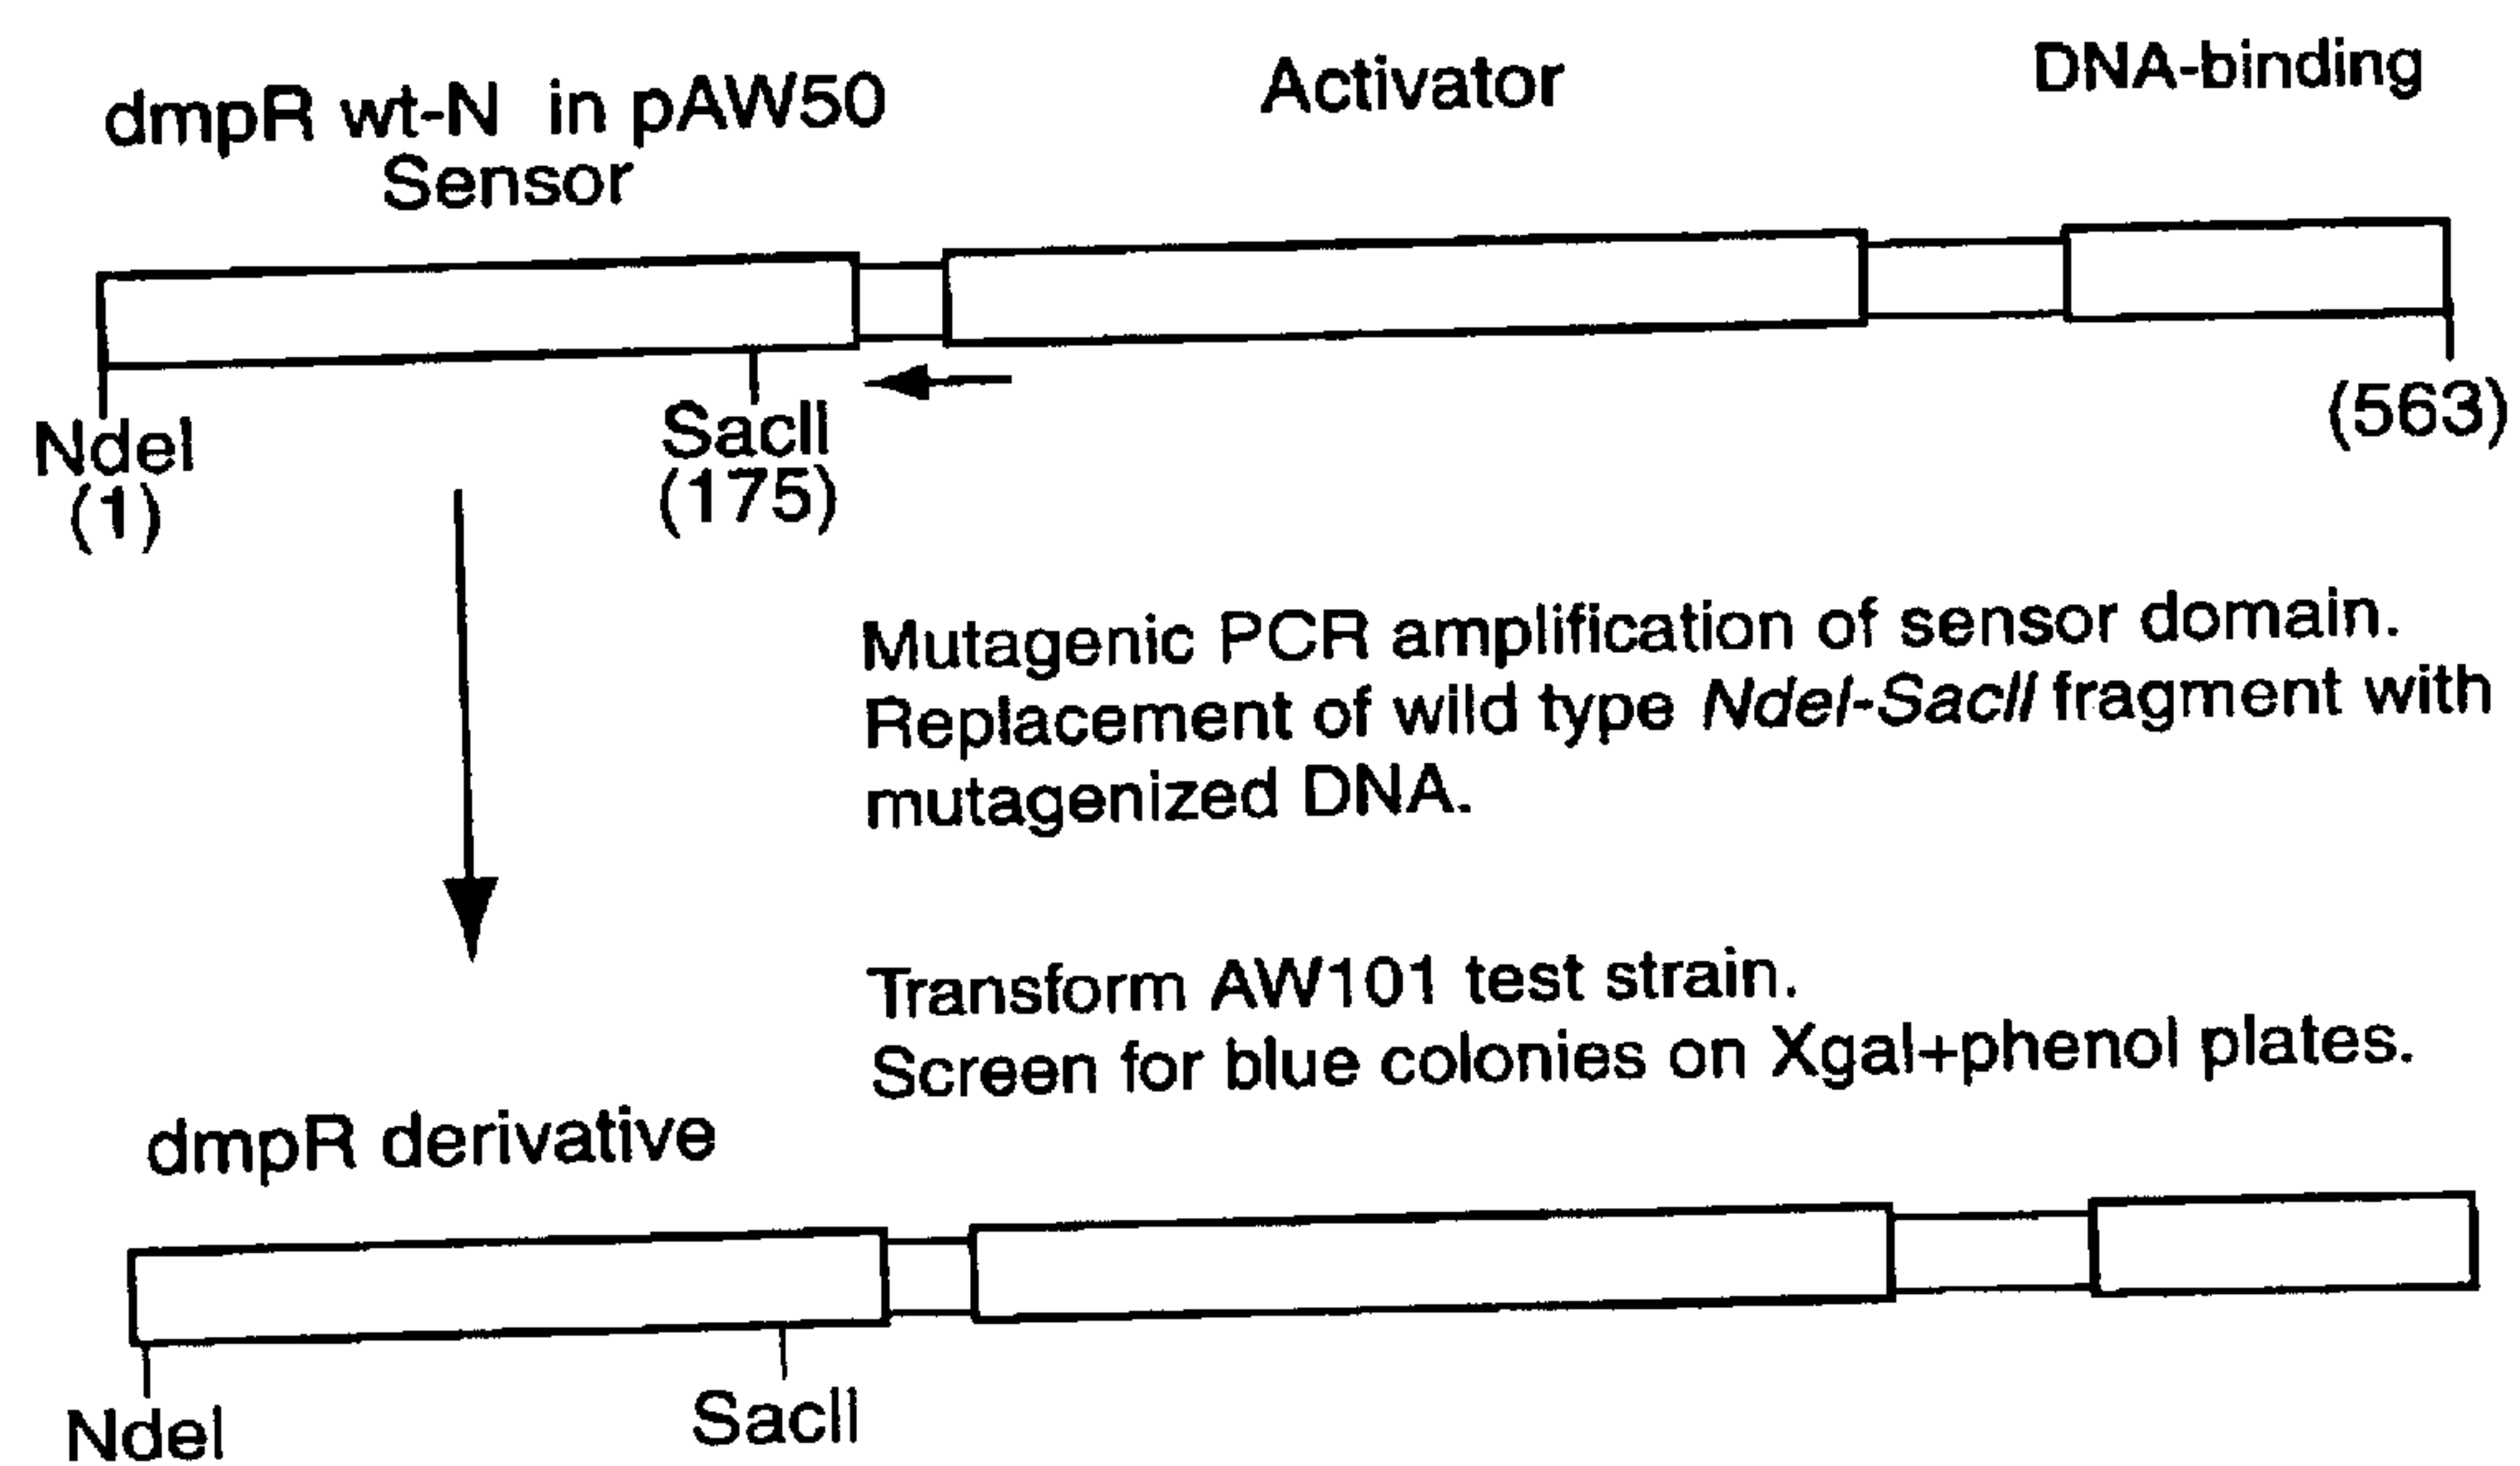 dmpR wt-N in pAW50
Sensor
Activator
DNA-binding
NdeI
(1)
SacII
(175)
(563)
Mutagenic PCR amplification of sensor domain.
Replacement of wild type NdeI-SacII fragment with
mutagenized DNA.
Transform AW101 test strain.
Screen for blue colonies on Xgal+phenol plates.
dmpR derivative
NdeI
SacII